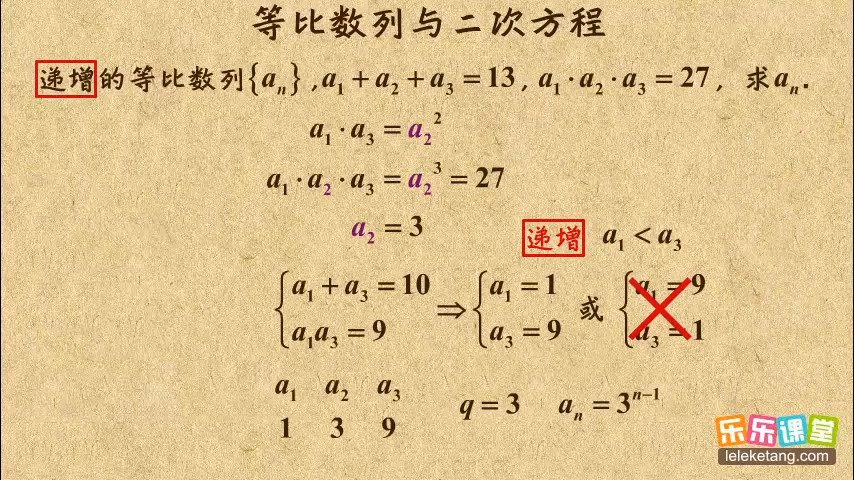 等比数列与二次方程
递增的等比数列{aₙ},a₁+a₂+a₃=13,a₁·a₂·a₃=27, 求aₙ.
a₁·a₃=a₂²
a₁·a₂·a₃=a₂³=27
a₂=3
递增 a₁<a₃
{a₁+a₃=10 ⇒ {a₁=1 或 {a₁=9
a₁a₃=9 a₃=9 a₃=1
a₁ a₂ a₃
1 3 9
q=3 aₙ=3ⁿ⁻¹
乐乐课堂
leleketang.com